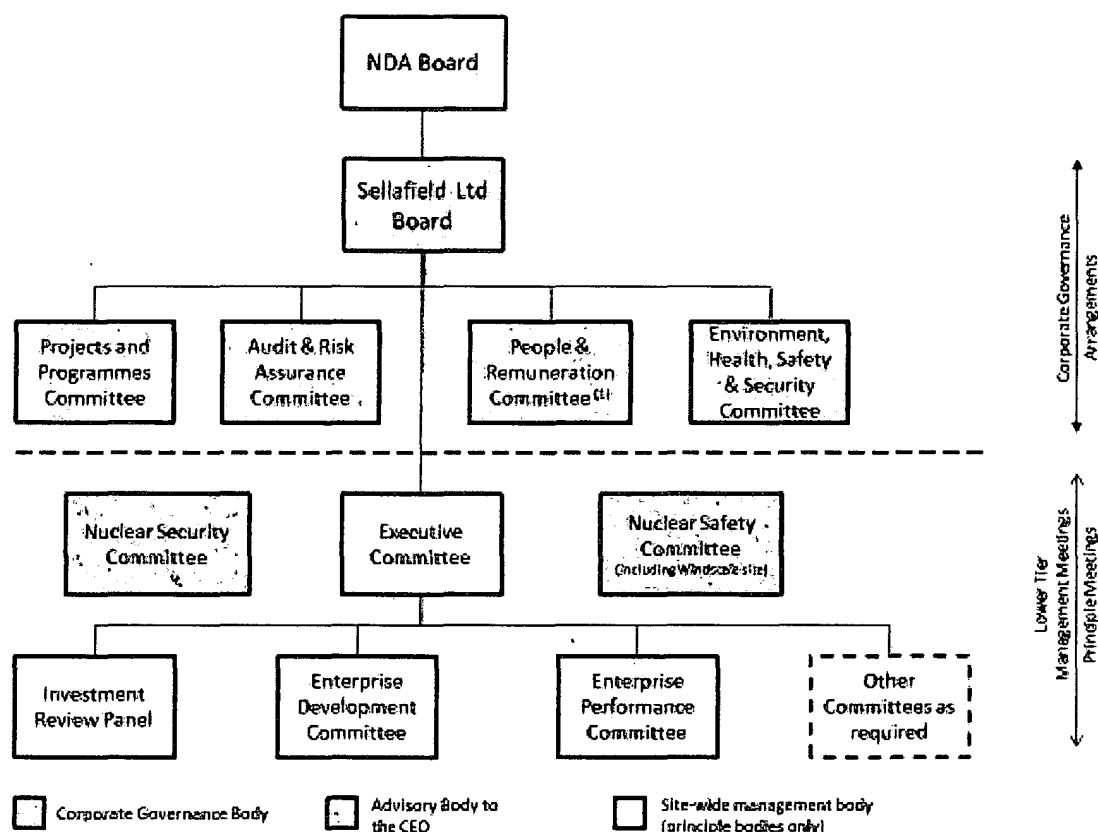 NDA Board
Sellafield Ltd
Board
Projects and
Programmes
Committee
Audit & Risk
Assurance
Committee
People &
Remuneration
Committee (1)
Environment,
Health, Safety
& Security
Committee
Corporate Governance
Arrangements
Nuclear Security
Committee
Executive
Committee
Nuclear Safety
Committee
(including Windscale site)
Lower Tier
Management Meetings
Principle Meetings
Investment
Review Panel
Enterprise
Development
Committee
Enterprise
Performance
Committee
Other
Committees as
required
Corporate Governance Body
Advisory Body to
the CEO
Site-wide management body
(principle bodies only)